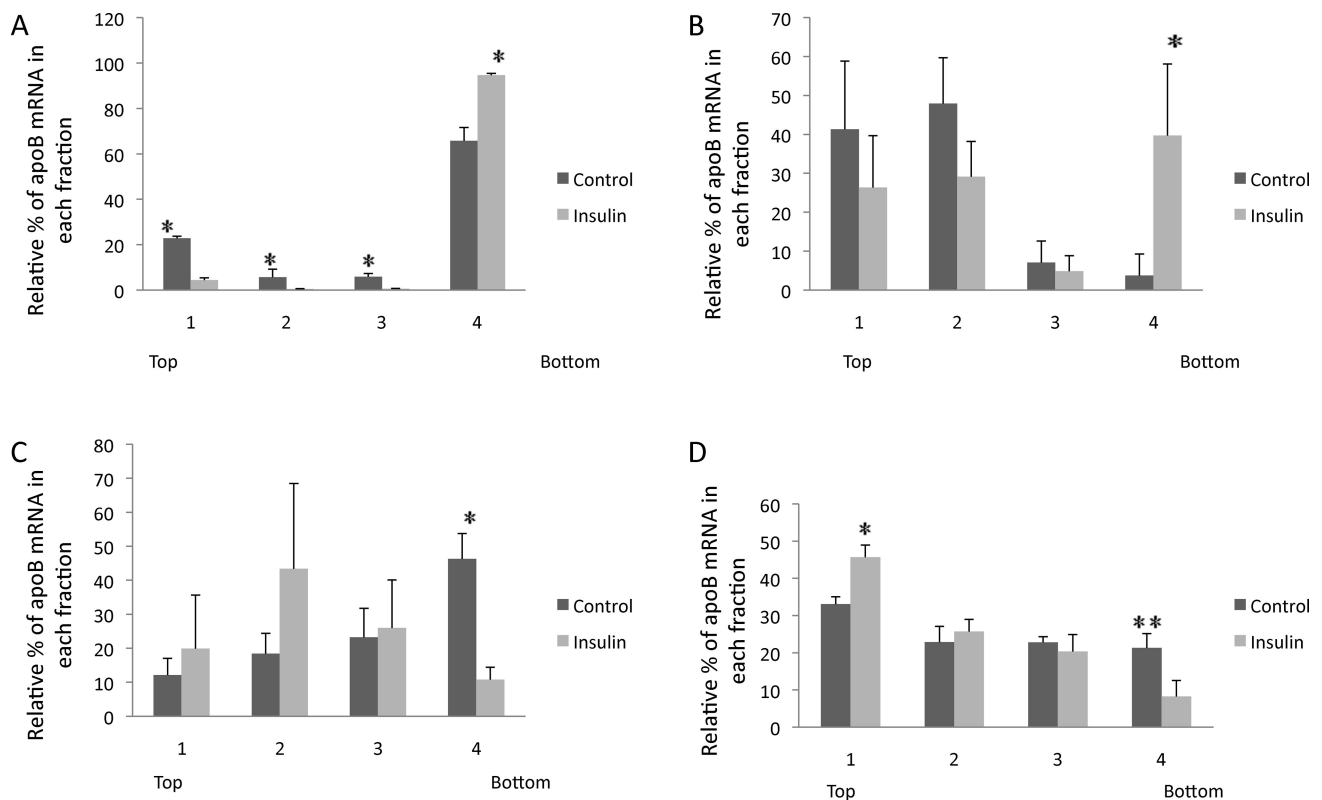 A
Relative % of apoB mRNA in
each fraction
120
100
80
60
40
20
0
*
*
*
*
1 2 3 4
Top Bottom
Control
Insulin
B
Relative % of apoB mRNA in
each fraction
70
60
50
40
30
20
10
0
*
1 2 3 4
Top Bottom
Control
Insulin
C
Relative % of apoB mRNA in
each fraction
80
70
60
50
40
30
20
10
0
*
1 2 3 4
Top Bottom
Control
Insulin
D
Relative % of apoB mRNA in
each fraction
60
50
40
30
20
10
0
*
**
1 2 3 4
Top Bottom
Control
Insulin